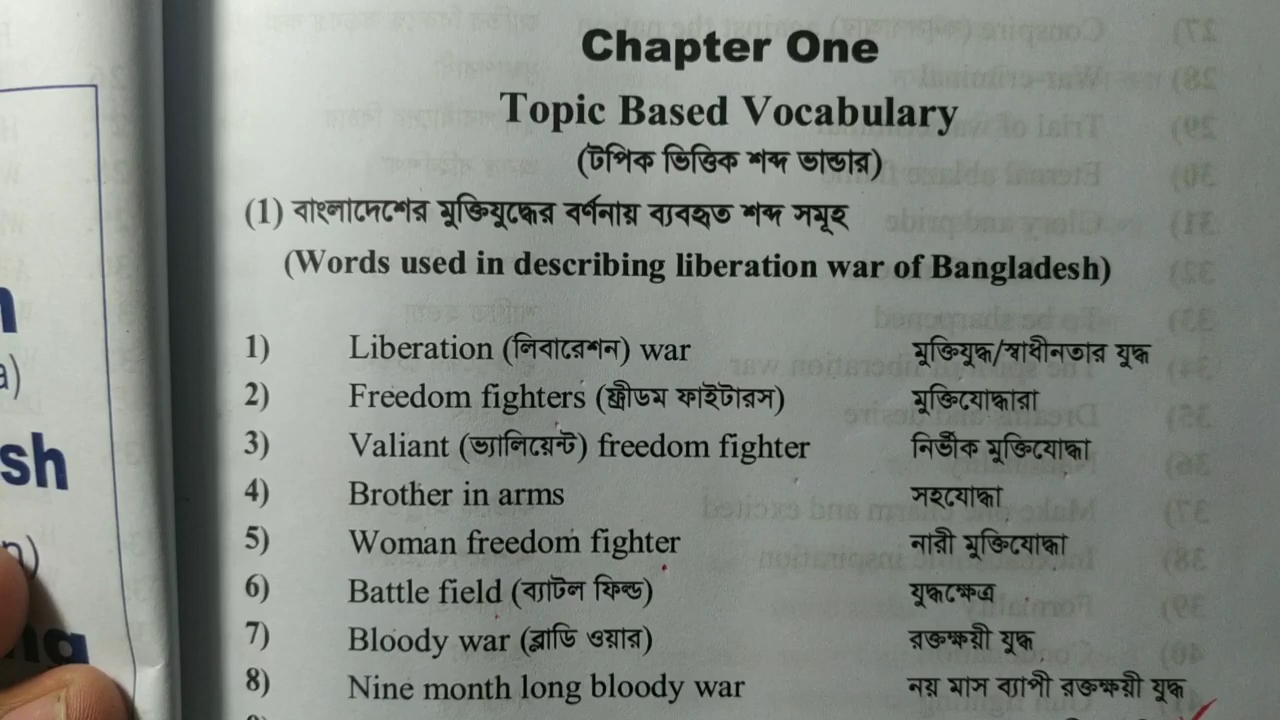 Chapter One
Topic Based Vocabulary
(টপিক ভিত্তিক শব্দ ভান্ডার)
(1) বাংলাদেশের মুক্তিযুদ্ধের বর্ণনায় ব্যবহৃত শব্দ সমূহ
(Words used in describing liberation war of Bangladesh)
1) Liberation (লিবারেশন) war মুক্তিযুদ্ধ/স্বাধীনতার যুদ্ধ
2) Freedom fighters (ফ্রীডম ফাইটারস) মুক্তিযোদ্ধারা
3) Valiant (ভ্যালিয়েন্ট) freedom fighter নির্ভীক মুক্তিযোদ্ধা
4) Brother in arms সহযোদ্ধা
5) Woman freedom fighter নারী মুক্তিযোদ্ধা
6) Battle field (ব্যাটল ফিল্ড) যুদ্ধক্ষেত্র
7) Bloody war (ব্লাডি ওয়ার) রক্তক্ষয়ী যুদ্ধ
8) Nine month long bloody war নয় মাস ব্যাপী রক্তক্ষয়ী যুদ্ধ